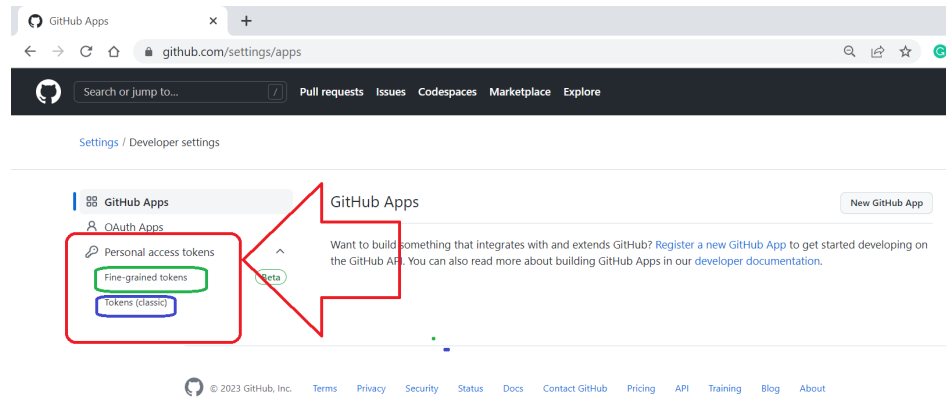 GitHub Apps
github.com/settings/apps
Search or jump to... / Pull requests Issues Codespaces Marketplace Explore
Settings / Developer settings
GitHub Apps
OAuth Apps
Personal access tokens
Fine-grained tokens Beta
Tokens (classic)
GitHub Apps New GitHub App
Want to build something that integrates with and extends GitHub? Register a new GitHub App to get started developing on
the GitHub API. You can also read more about building GitHub Apps in our developer documentation.
© 2023 GitHub, Inc. Terms Privacy Security Status Docs Contact GitHub Pricing API Training Blog About